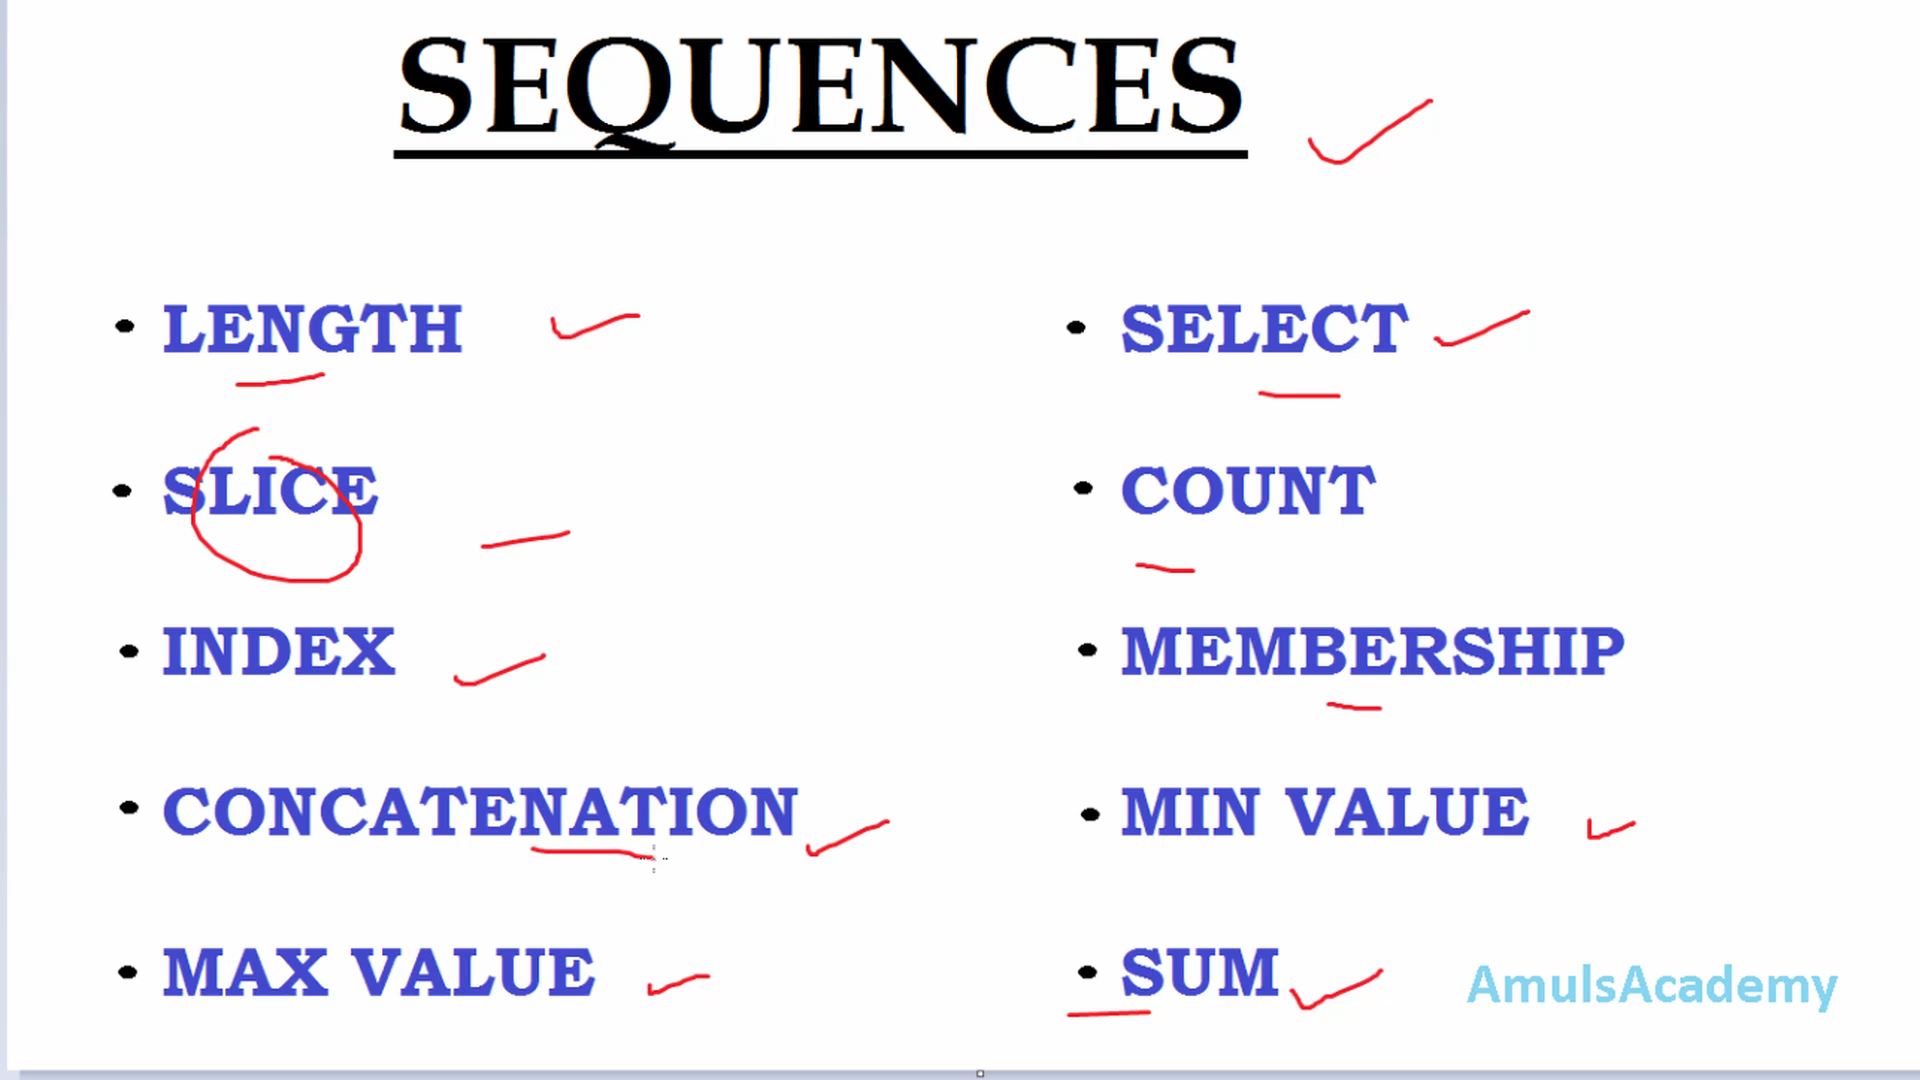 SEQUENCES
• LENGTH
• SELECT
• SLICE
• COUNT
• INDEX
• MEMBERSHIP
• CONCATENATION
• MIN VALUE
• MAX VALUE
• SUM
AmulsAcademy